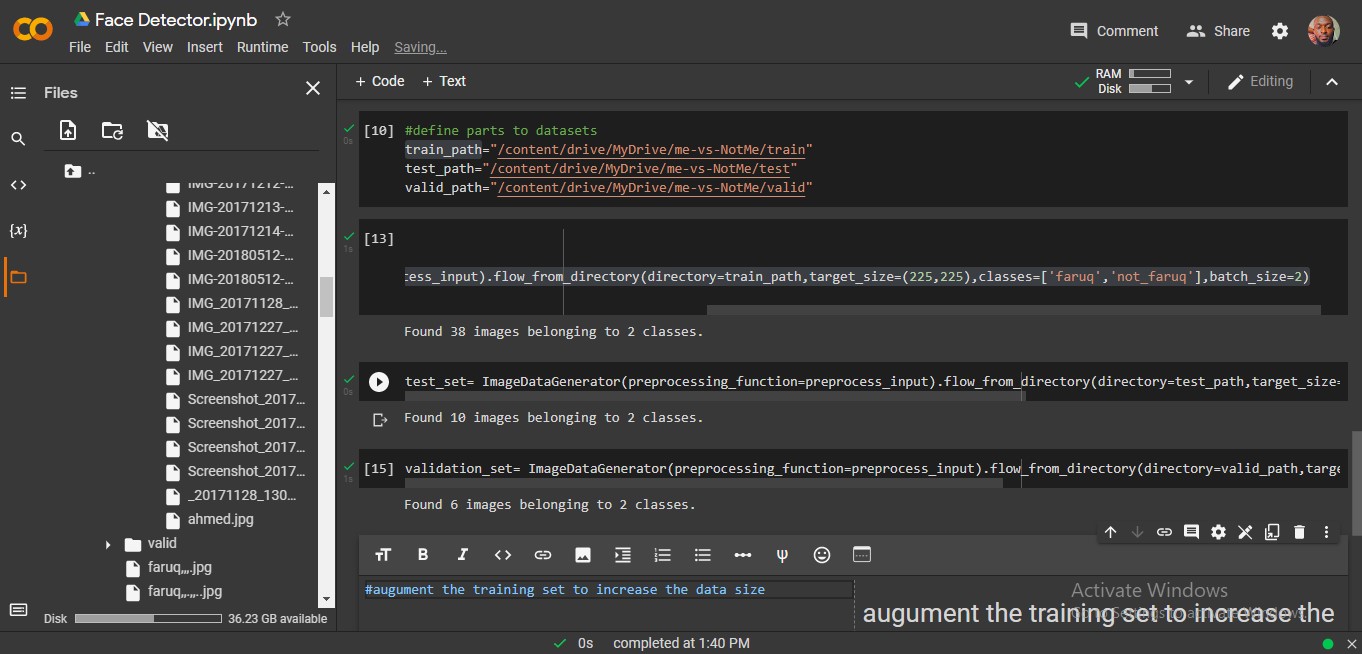 Face Detector.ipynb
File Edit View Insert Runtime Tools Help Saving...
Comment Share
Files
+ Code + Text
RAM
Disk
Editing
[10] #define parts to datasets
train_path="/content/drive/MyDrive/me-vs-NotMe/train"
test_path="/content/drive/MyDrive/me-vs-NotMe/test"
valid_path="/content/drive/MyDrive/me-vs-NotMe/valid"
0s
..
IMG-20171212-...
IMG-20171213-...
IMG-20171214-...
IMG-20180512-...
IMG-20180512-...
IMG_20171128_...
IMG_20171227_...
IMG_20171227_...
IMG_20171227_...
Screenshot_2017...
Screenshot_2017...
Screenshot_2017...
Screenshot_2017...
_20171128_130...
ahmed.jpg
valid
faruq,,,.jpg
faruq,,.,,..jpg
Disk 36.23 GB available
[13]
1s
cess_input).flow_from_directory(directory=train_path,target_size=(225,225),classes=['faruq','not_faruq'],batch_size=2)
Found 38 images belonging to 2 classes.
test_set= ImageDataGenerator(preprocessing_function=preprocess_input).flow_from_directory(directory=test_path,target_size=
0s
Found 10 images belonging to 2 classes.
[15] validation_set= ImageDataGenerator(preprocessing_function=preprocess_input).flow_from_directory(directory=valid_path,targe
1s
Found 6 images belonging to 2 classes.
#augument the training set to increase the data size
augument the training set to increase the
Activate Windows
0s completed at 1:40 PM